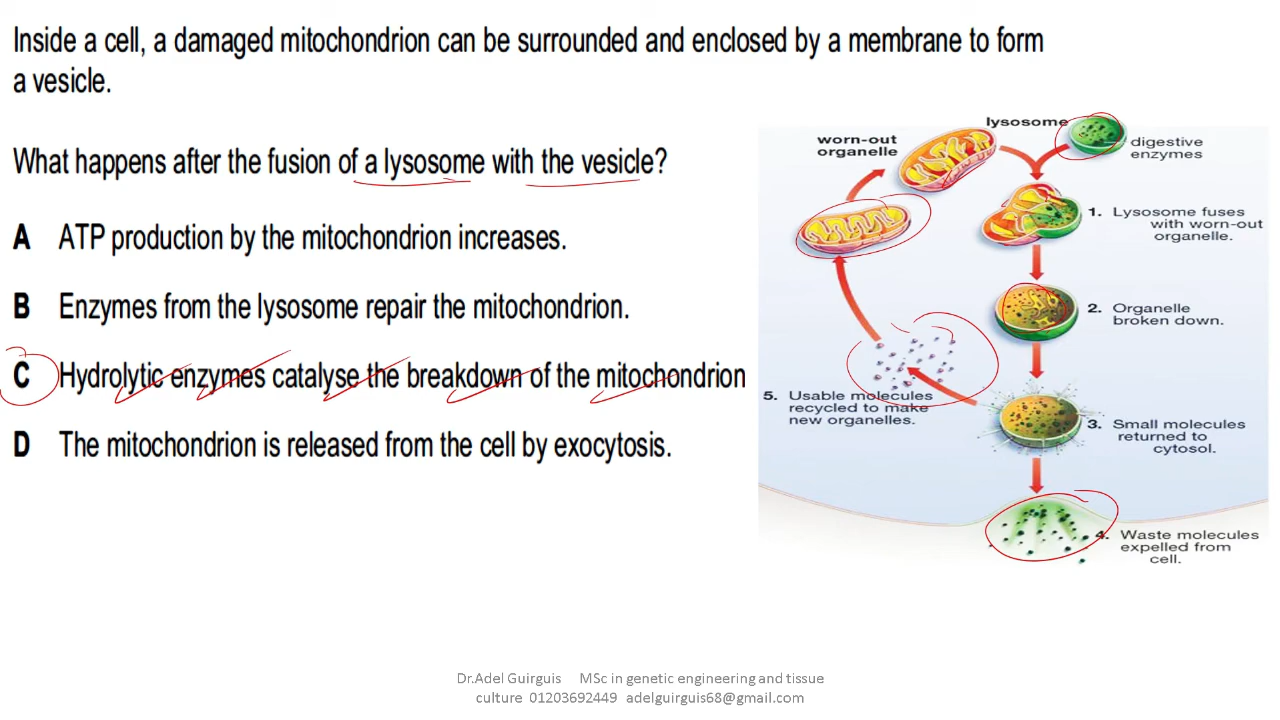 Inside a cell, a damaged mitochondrion can be surrounded and enclosed by a membrane to form
a vesicle.
What happens after the fusion of a lysosome with the vesicle?
A ATP production by the mitochondrion increases.
B Enzymes from the lysosome repair the mitochondrion.
C Hydrolytic enzymes catalyse the breakdown of the mitochondrion
D The mitochondrion is released from the cell by exocytosis.
lysosome
worn-out
organelle
digestive
enzymes
1. Lysosome fuses
with worn-out
organelle.
2. Organelle
broken down.
3. Small molecules
returned to
cytosol.
4. Waste molecules
expelled from
cell.
5. Usable molecules
recycled to make
new organelles.
Dr.Adel Guirguis MSc in genetic engineering and tissue
culture 01203692449 adelguirguis68@gmail.com